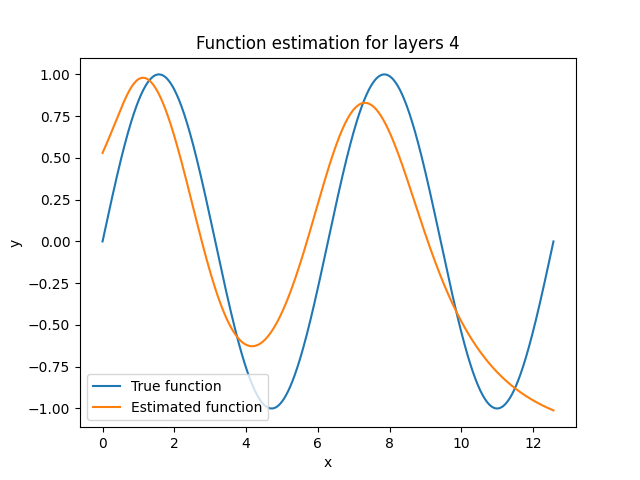 Function estimation for layers 4
1.00
0.75
0.50
0.25
0.00
−0.25
−0.50
−0.75
−1.00
y
True function
Estimated function
0 2 4 6 8 10 12
x